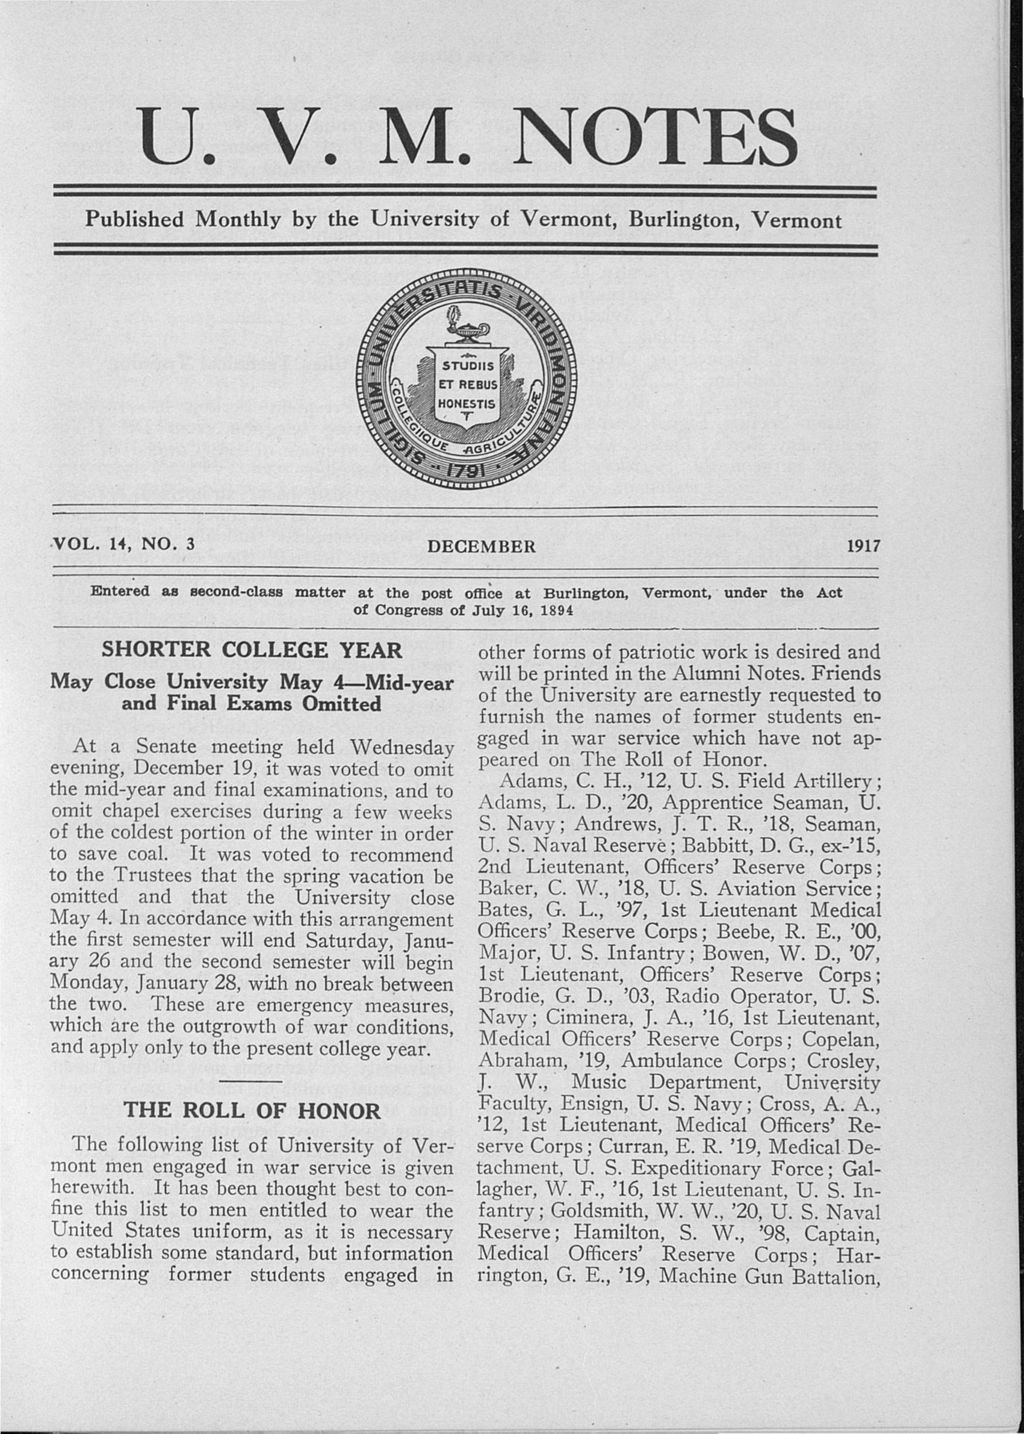 U. V. M. NOTES
Published Monthly by the University of Vermont, Burlington, Vermont
SIGILLUM · UNIVERSITATIS · VIRIDIMONTANÆ ·
COLLEGIIQUE AGRICULTURÆ
STUDIIS
ET REBUS
HONESTIS
1791
VOL. 14, NO. 3 DECEMBER 1917
Entered as second-class matter at the post office at Burlington, Vermont, under the Act
of Congress of July 16, 1894
SHORTER COLLEGE YEAR
May Close University May 4—Mid-year
and Final Exams Omitted
At a Senate meeting held Wednesday
evening, December 19, it was voted to omit
the mid-year and final examinations, and to
omit chapel exercises during a few weeks
of the coldest portion of the winter in order
to save coal. It was voted to recommend
to the Trustees that the spring vacation be
omitted and that the University close
May 4. In accordance with this arrangement
the first semester will end Saturday, Janu-
ary 26 and the second semester will begin
Monday, January 28, with no break between
the two. These are emergency measures,
which are the outgrowth of war conditions,
and apply only to the present college year.
THE ROLL OF HONOR
The following list of University of Ver-
mont men engaged in war service is given
herewith. It has been thought best to con-
fine this list to men entitled to wear the
United States uniform, as it is necessary
to establish some standard, but information
concerning former students engaged in
other forms of patriotic work is desired and
will be printed in the Alumni Notes. Friends
of the University are earnestly requested to
furnish the names of former students en-
gaged in war service which have not ap-
peared on The Roll of Honor.
Adams, C. H., '12, U. S. Field Artillery;
Adams, L. D., '20, Apprentice Seaman, U.
S. Navy; Andrews, J. T. R., '18, Seaman,
U. S. Naval Reserve; Babbitt, D. G., ex-'15,
2nd Lieutenant, Officers' Reserve Corps;
Baker, C. W., '18, U. S. Aviation Service;
Bates, G. L., '97, 1st Lieutenant Medical
Officers' Reserve Corps; Beebe, R. E., '00,
Major, U. S. Infantry; Bowen, W. D., '07,
1st Lieutenant, Officers' Reserve Corps;
Brodie, G. D., '03, Radio Operator, U. S.
Navy; Ciminera, J. A., '16, 1st Lieutenant,
Medical Officers' Reserve Corps; Copelan,
Abraham, '19, Ambulance Corps; Crosley,
J. W., Music Department, University
Faculty, Ensign, U. S. Navy; Cross, A. A.,
'12, 1st Lieutenant, Medical Officers' Re-
serve Corps; Curran, E. R. '19, Medical De-
tachment, U. S. Expeditionary Force; Gal-
lagher, W. F., '16, 1st Lieutenant, U. S. In-
fantry; Goldsmith, W. W., '20, U. S. Naval
Reserve; Hamilton, S. W., '98, Captain,
Medical Officers' Reserve Corps; Har-
rington, G. E., '19, Machine Gun Battalion,